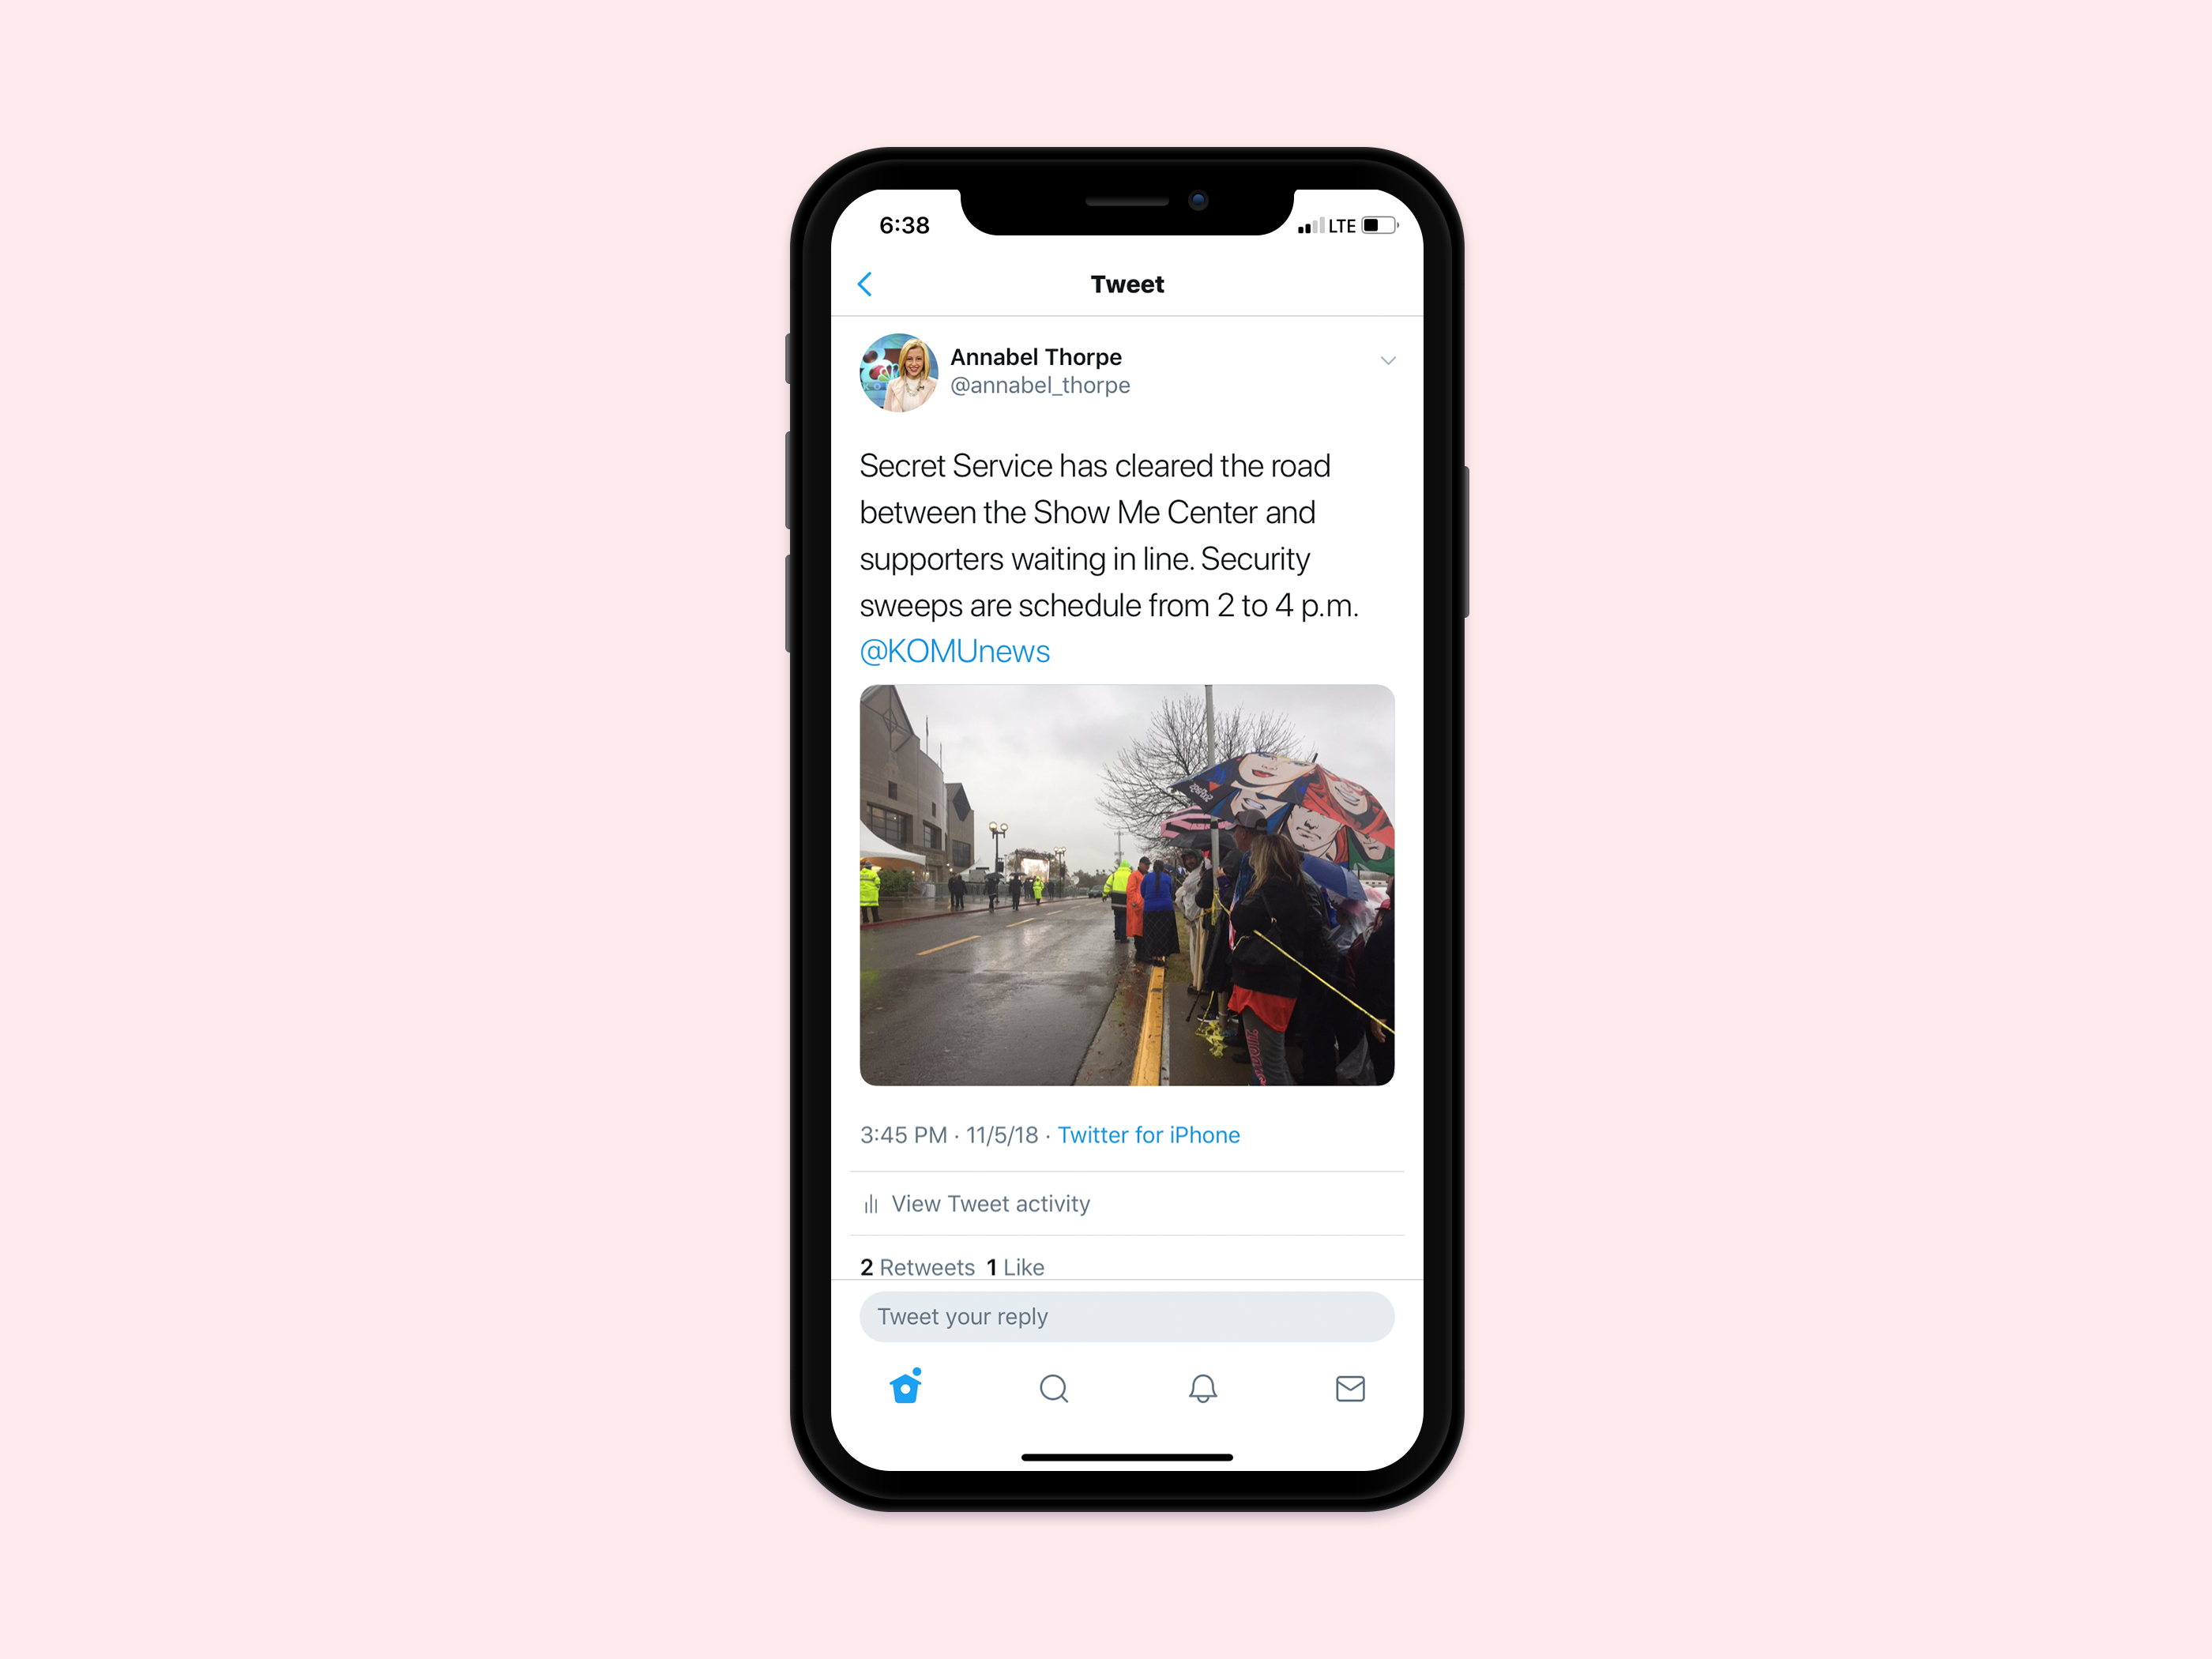 6:38
LTE
Tweet
Annabel Thorpe
@annabel_thorpe
Secret Service has cleared the road
between the Show Me Center and
supporters waiting in line. Security
sweeps are schedule from 2 to 4 p.m.
@KOMUnews
3:45 PM · 11/5/18 · Twitter for iPhone
View Tweet activity
2 Retweets 1 Like
Tweet your reply